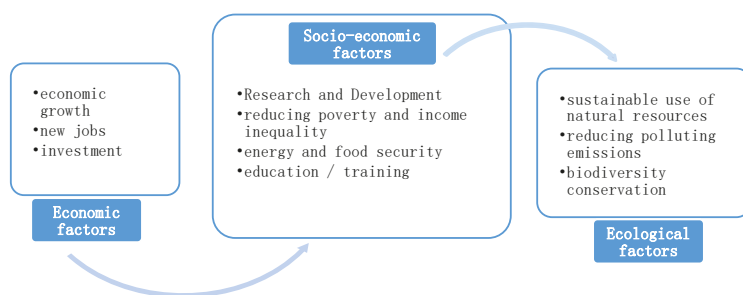 •economic
growth
•new jobs
•investment
Economic
factors
Socio-economic
factors
•Research and Development
•reducing poverty and income
inequality
•energy and food security
•education / training
•sustainable use of
natural resources
•reducing polluting
emissions
•biodiversity
conservation
Ecological
factors